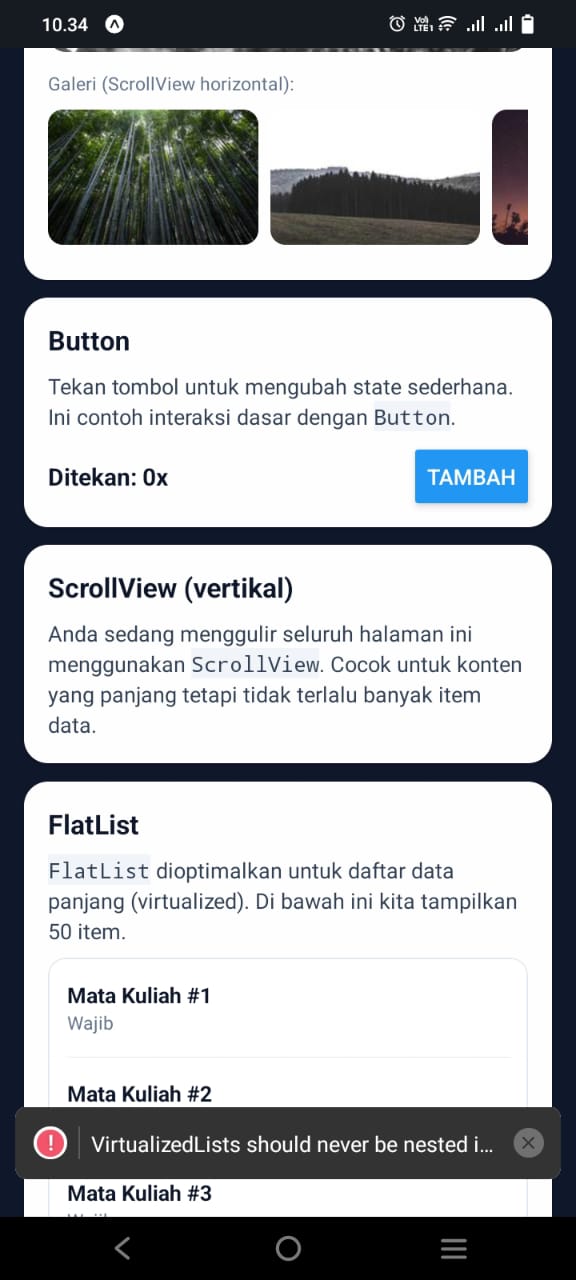 10.34
Vo))
LTE1
Galeri (ScrollView horizontal):
Button
Tekan tombol untuk mengubah state sederhana.
Ini contoh interaksi dasar dengan Button.
Ditekan: 0x
TAMBAH
ScrollView (vertikal)
Anda sedang menggulir seluruh halaman ini
menggunakan ScrollView. Cocok untuk konten
yang panjang tetapi tidak terlalu banyak item
data.
FlatList
FlatList dioptimalkan untuk daftar data
panjang (virtualized). Di bawah ini kita tampilkan
50 item.
Mata Kuliah #1
Wajib
Mata Kuliah #2
VirtualizedLists should never be nested i...
Mata Kuliah #3